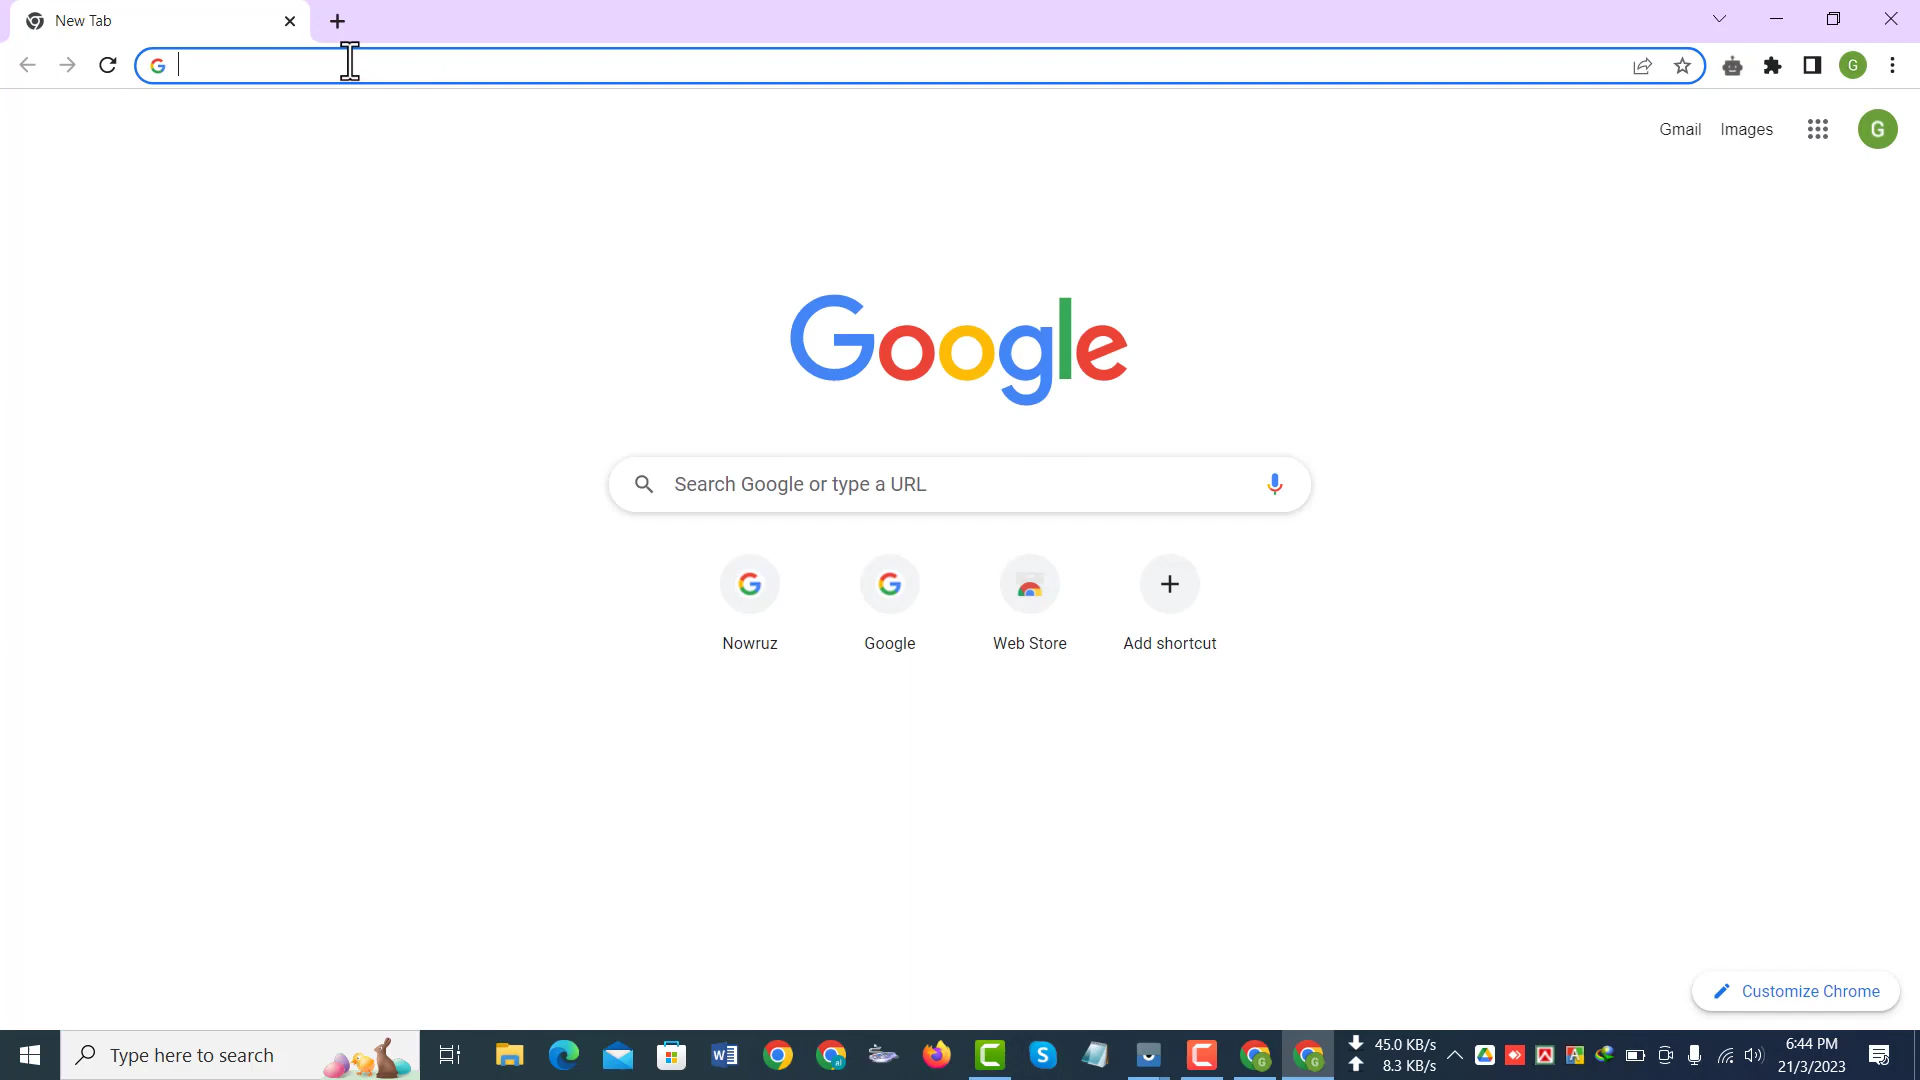 New Tab
Gmail Images
G
Google
Search Google or type a URL
Nowruz
Google
Web Store
Add shortcut
Customize Chrome
Type here to search
45.0 KB/s
8.3 KB/s
6:44 PM
21/3/2023